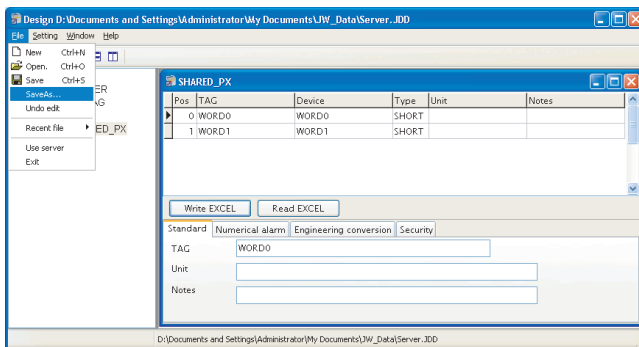 Design D:\Documents and Settings\Administrator\My Documents\JW_Data\Server.JDD
File Setting Window Help
New Ctrl+N
Open. Ctrl+O
Save Ctrl+S
SaveAs...
Undo edit
Recent file
Use server
Exit
ER
AG
ED_PX
SHARED_PX
Pos TAG Device Type Unit Notes
0 WORD0 WORD0 SHORT
1 WORD1 WORD1 SHORT
Write EXCEL Read EXCEL
Standard Numerical alarm Engineering conversion Security
TAG WORD0
Unit
Notes
D:\Documents and Settings\Administrator\My Documents\JW_Data\Server.JDD